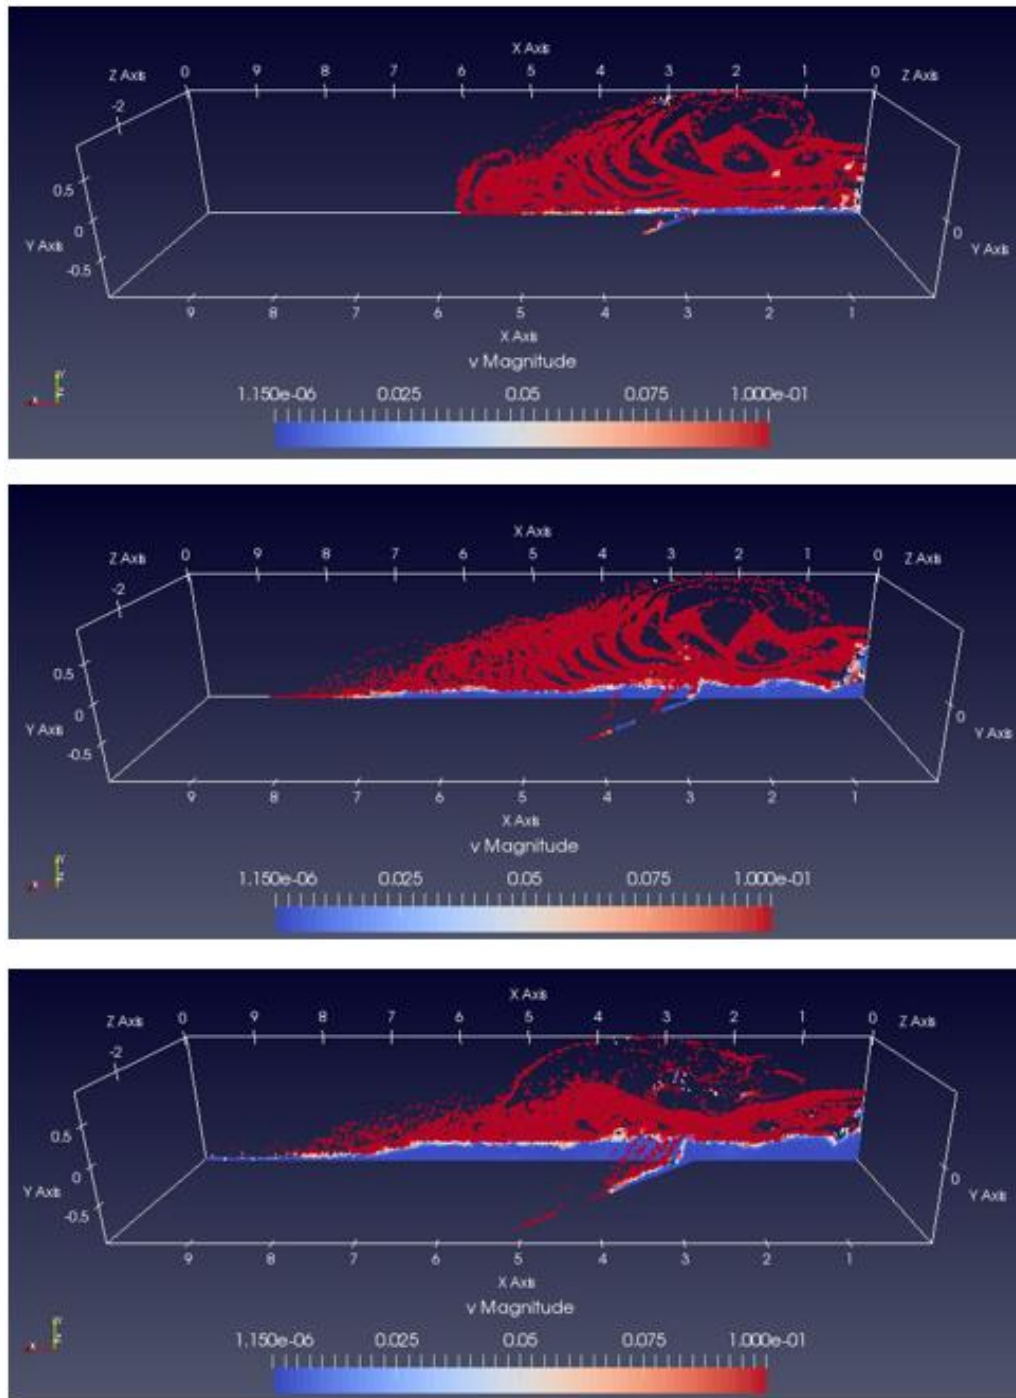 X Axis
Z Axis 0 9 8 7 6 5 4 3 2 1 0 Z Axis
-2
0.5
0 0
Y Axis Y Axis
-0.5
9 8 7 6 5 4 3 2 1
X Axis
v Magnitude
1.150e-06 0.025 0.05 0.075 1.000e-01
X Axis
Z Axis 0 9 8 7 6 5 4 3 2 1 0 Z Axis
-2
0.5
0 0
Y Axis Y Axis
-0.5
9 8 7 6 5 4 3 2 1
X Axis
v Magnitude
1.150e-06 0.025 0.05 0.075 1.000e-01
X Axis
Z Axis 0 9 8 7 6 5 4 3 2 1 0 Z Axis
-2
0.5
0 0
Y Axis Y Axis
-0.5
9 8 7 6 5 4 3 2 1
X Axis
v Magnitude
1.150e-06 0.025 0.05 0.075 1.000e-01